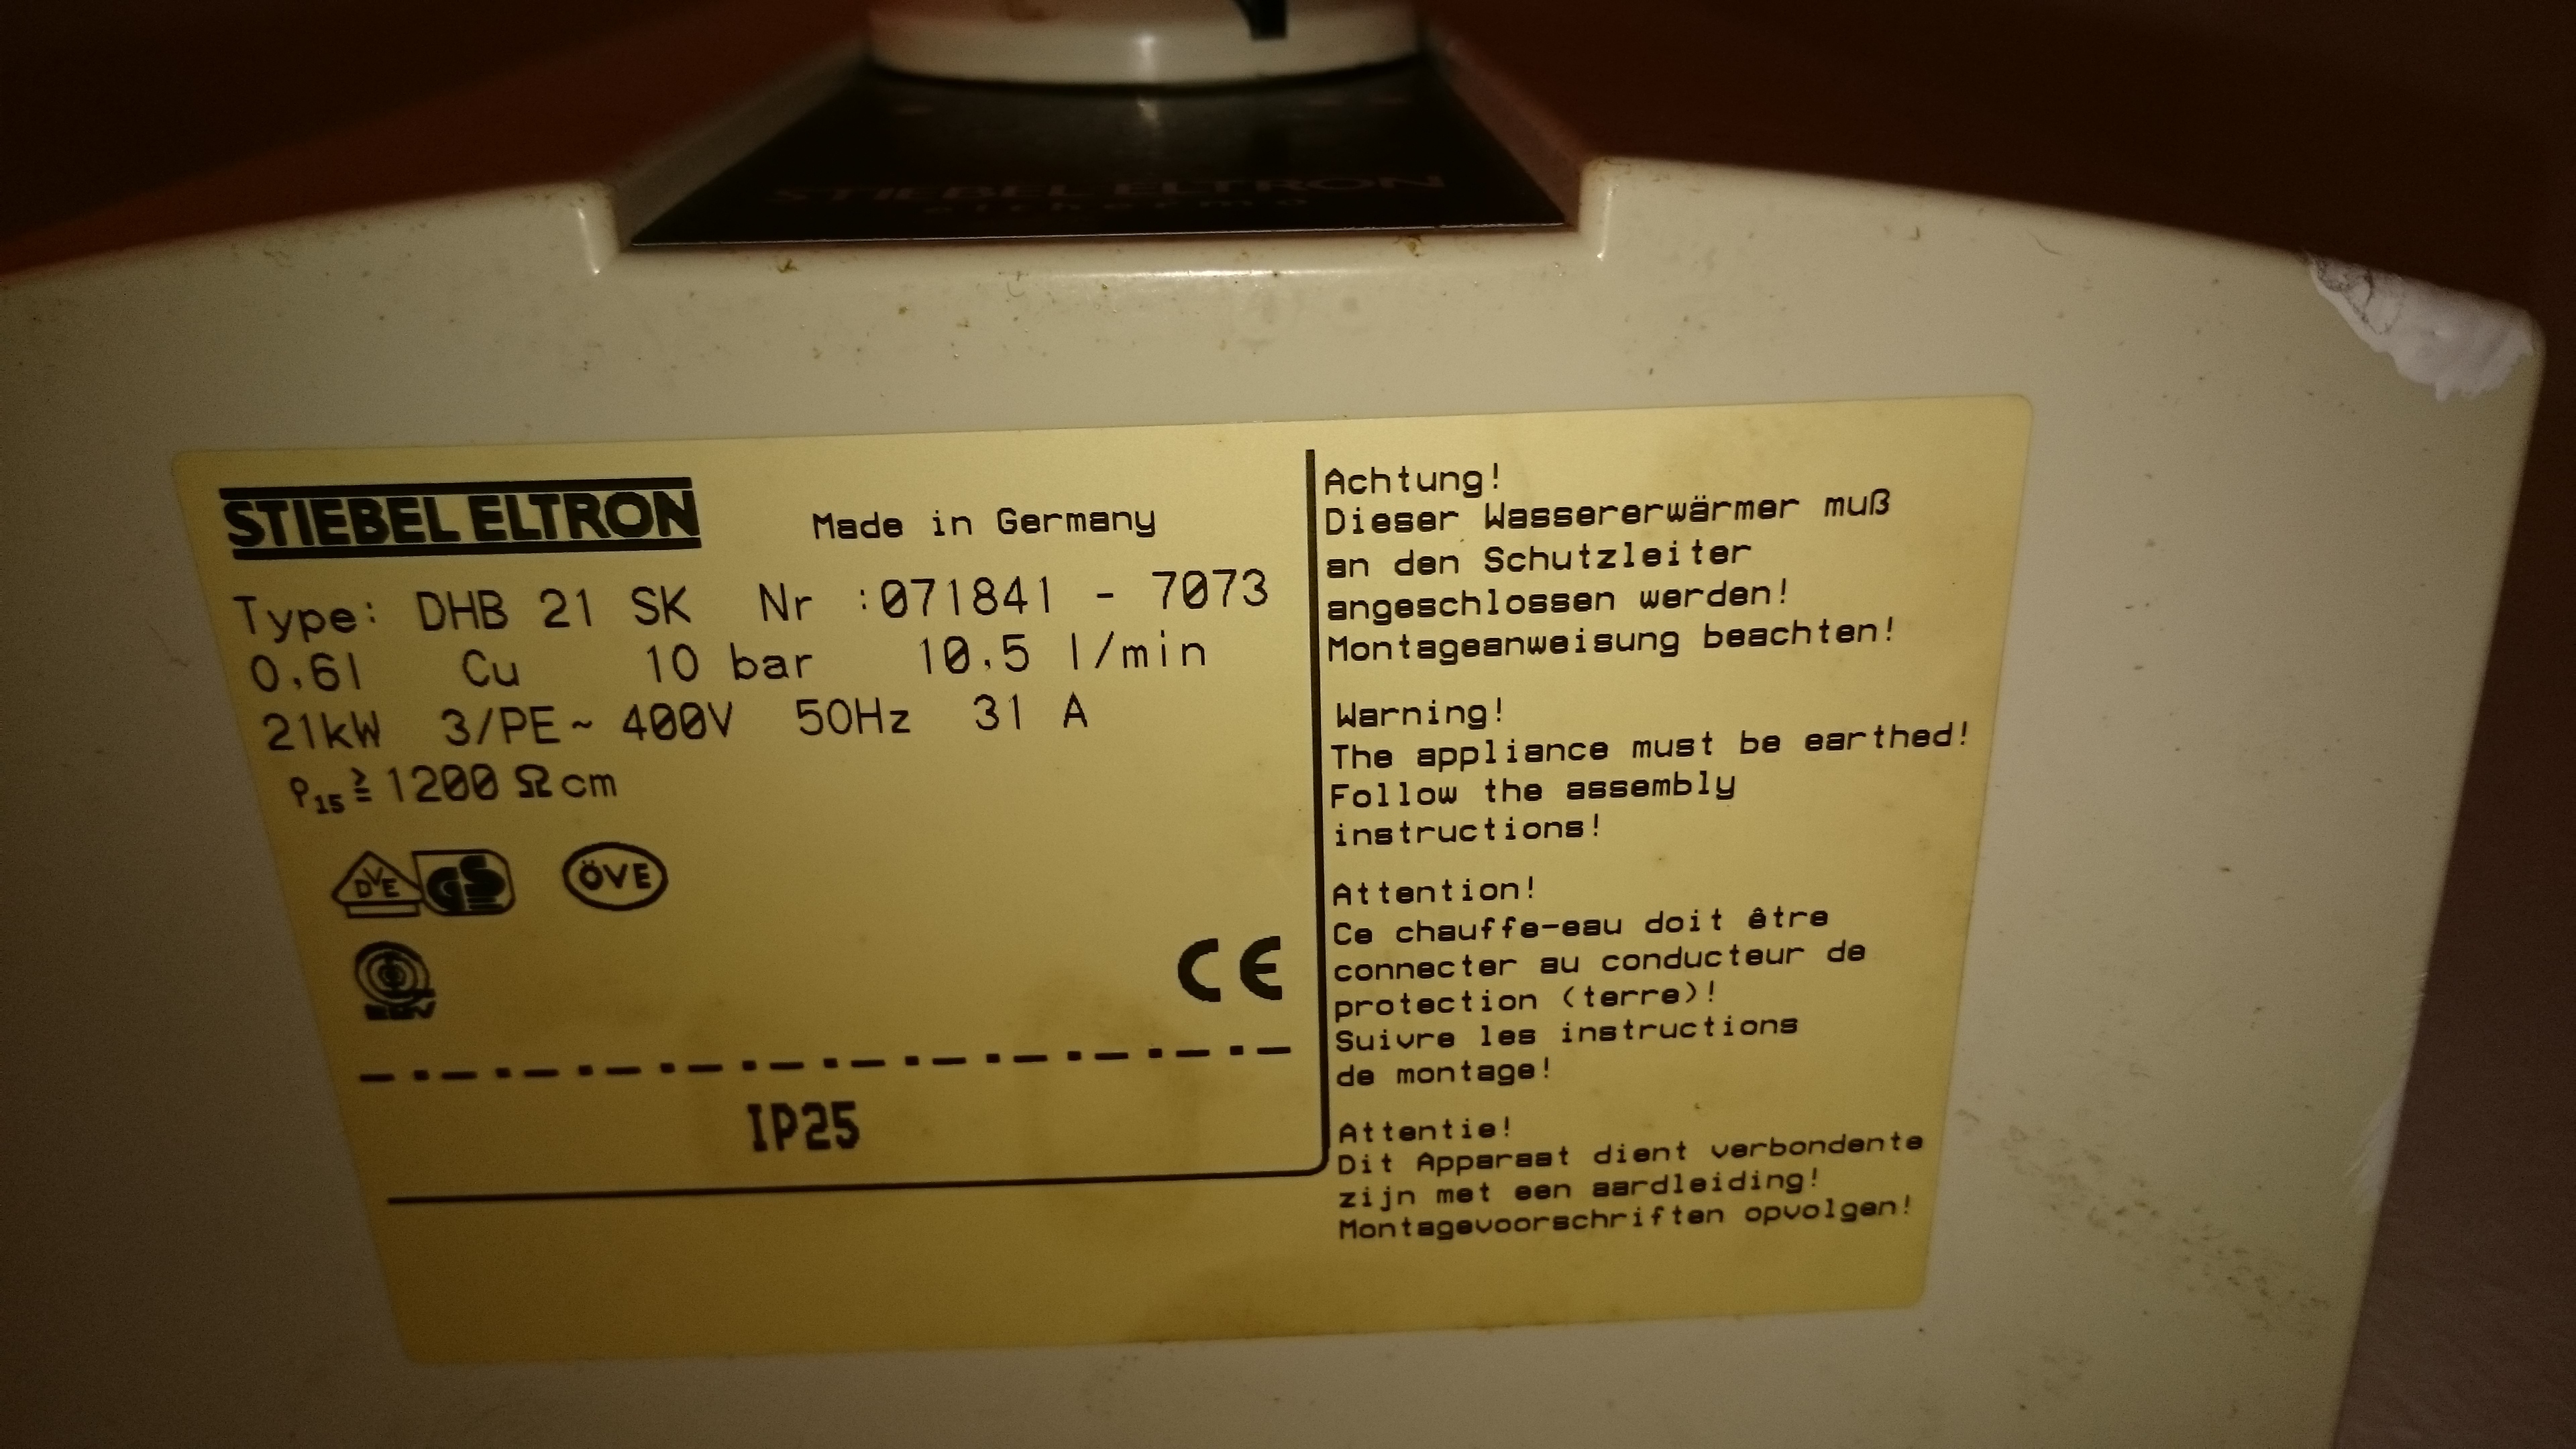 STIEBEL ELTRON
STIEBEL ELTRON
Made in Germany
Type: DHB 21 SK Nr :071841 - 7073
0,6l Cu 10 bar 10,5 l/min
21kW 3/PE~ 400V 50Hz 31 A
ρ15≧1200 Ωcm
DVE GS ÖVE
CE
IP25
Achtung!
Dieser Wassererwärmer muß
an den Schutzleiter
angeschlossen werden!
Montageanweisung beachten!
Warning!
The appliance must be earthed!
Follow the assembly
instructions!
Attention!
Ce chauffe-eau doit être
connecter au conducteur de
protection (terre)!
Suivre les instructions
de montage!
Attentie!
Dit Apparaat dient verbondente
zijn met een aardleiding!
Montagevoorschriften opvolgen!